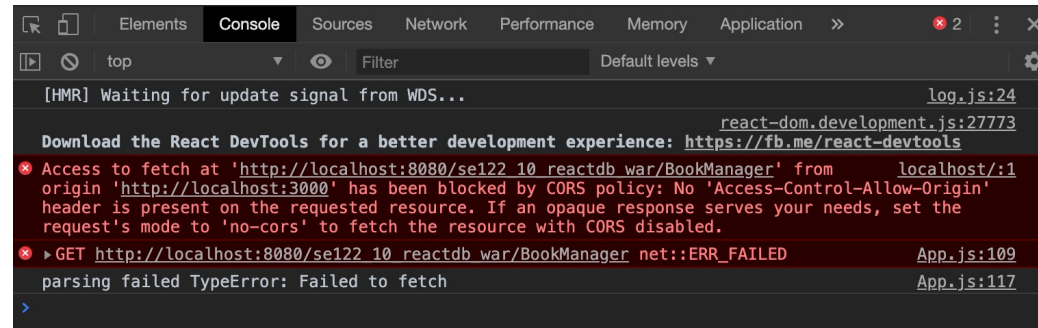 Elements Console Sources Network Performance Memory Application » 2
top ▼ Filter Default levels ▼
[HMR] Waiting for update signal from WDS... log.js:24
react-dom.development.js:27773
Download the React DevTools for a better development experience: https://fb.me/react-devtools
Access to fetch at 'http://localhost:8080/se122_10_reactdb_war/BookManager' from localhost/:1
origin 'http://localhost:3000' has been blocked by CORS policy: No 'Access-Control-Allow-Origin'
header is present on the requested resource. If an opaque response serves your needs, set the
request's mode to 'no-cors' to fetch the resource with CORS disabled.
▶GET http://localhost:8080/se122_10_reactdb_war/BookManager net::ERR_FAILED App.js:109
parsing failed TypeError: Failed to fetch App.js:117
>